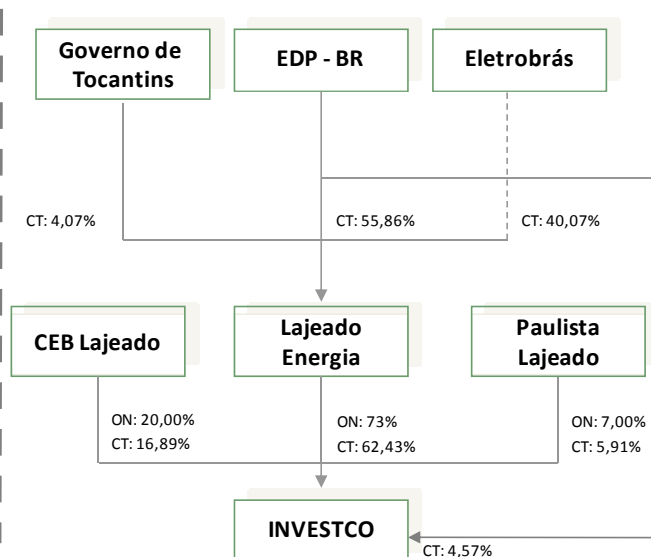 Governo de
Tocantins
EDP - BR
Eletrobrás
CT: 4,07%
CT: 55,86%
CT: 40,07%
CEB Lajeado
Lajeado
Energia
Paulista
Lajeado
ON: 20,00%
CT: 16,89%
ON: 73%
CT: 62,43%
ON: 7,00%
CT: 5,91%
INVESTCO
CT: 4,57%